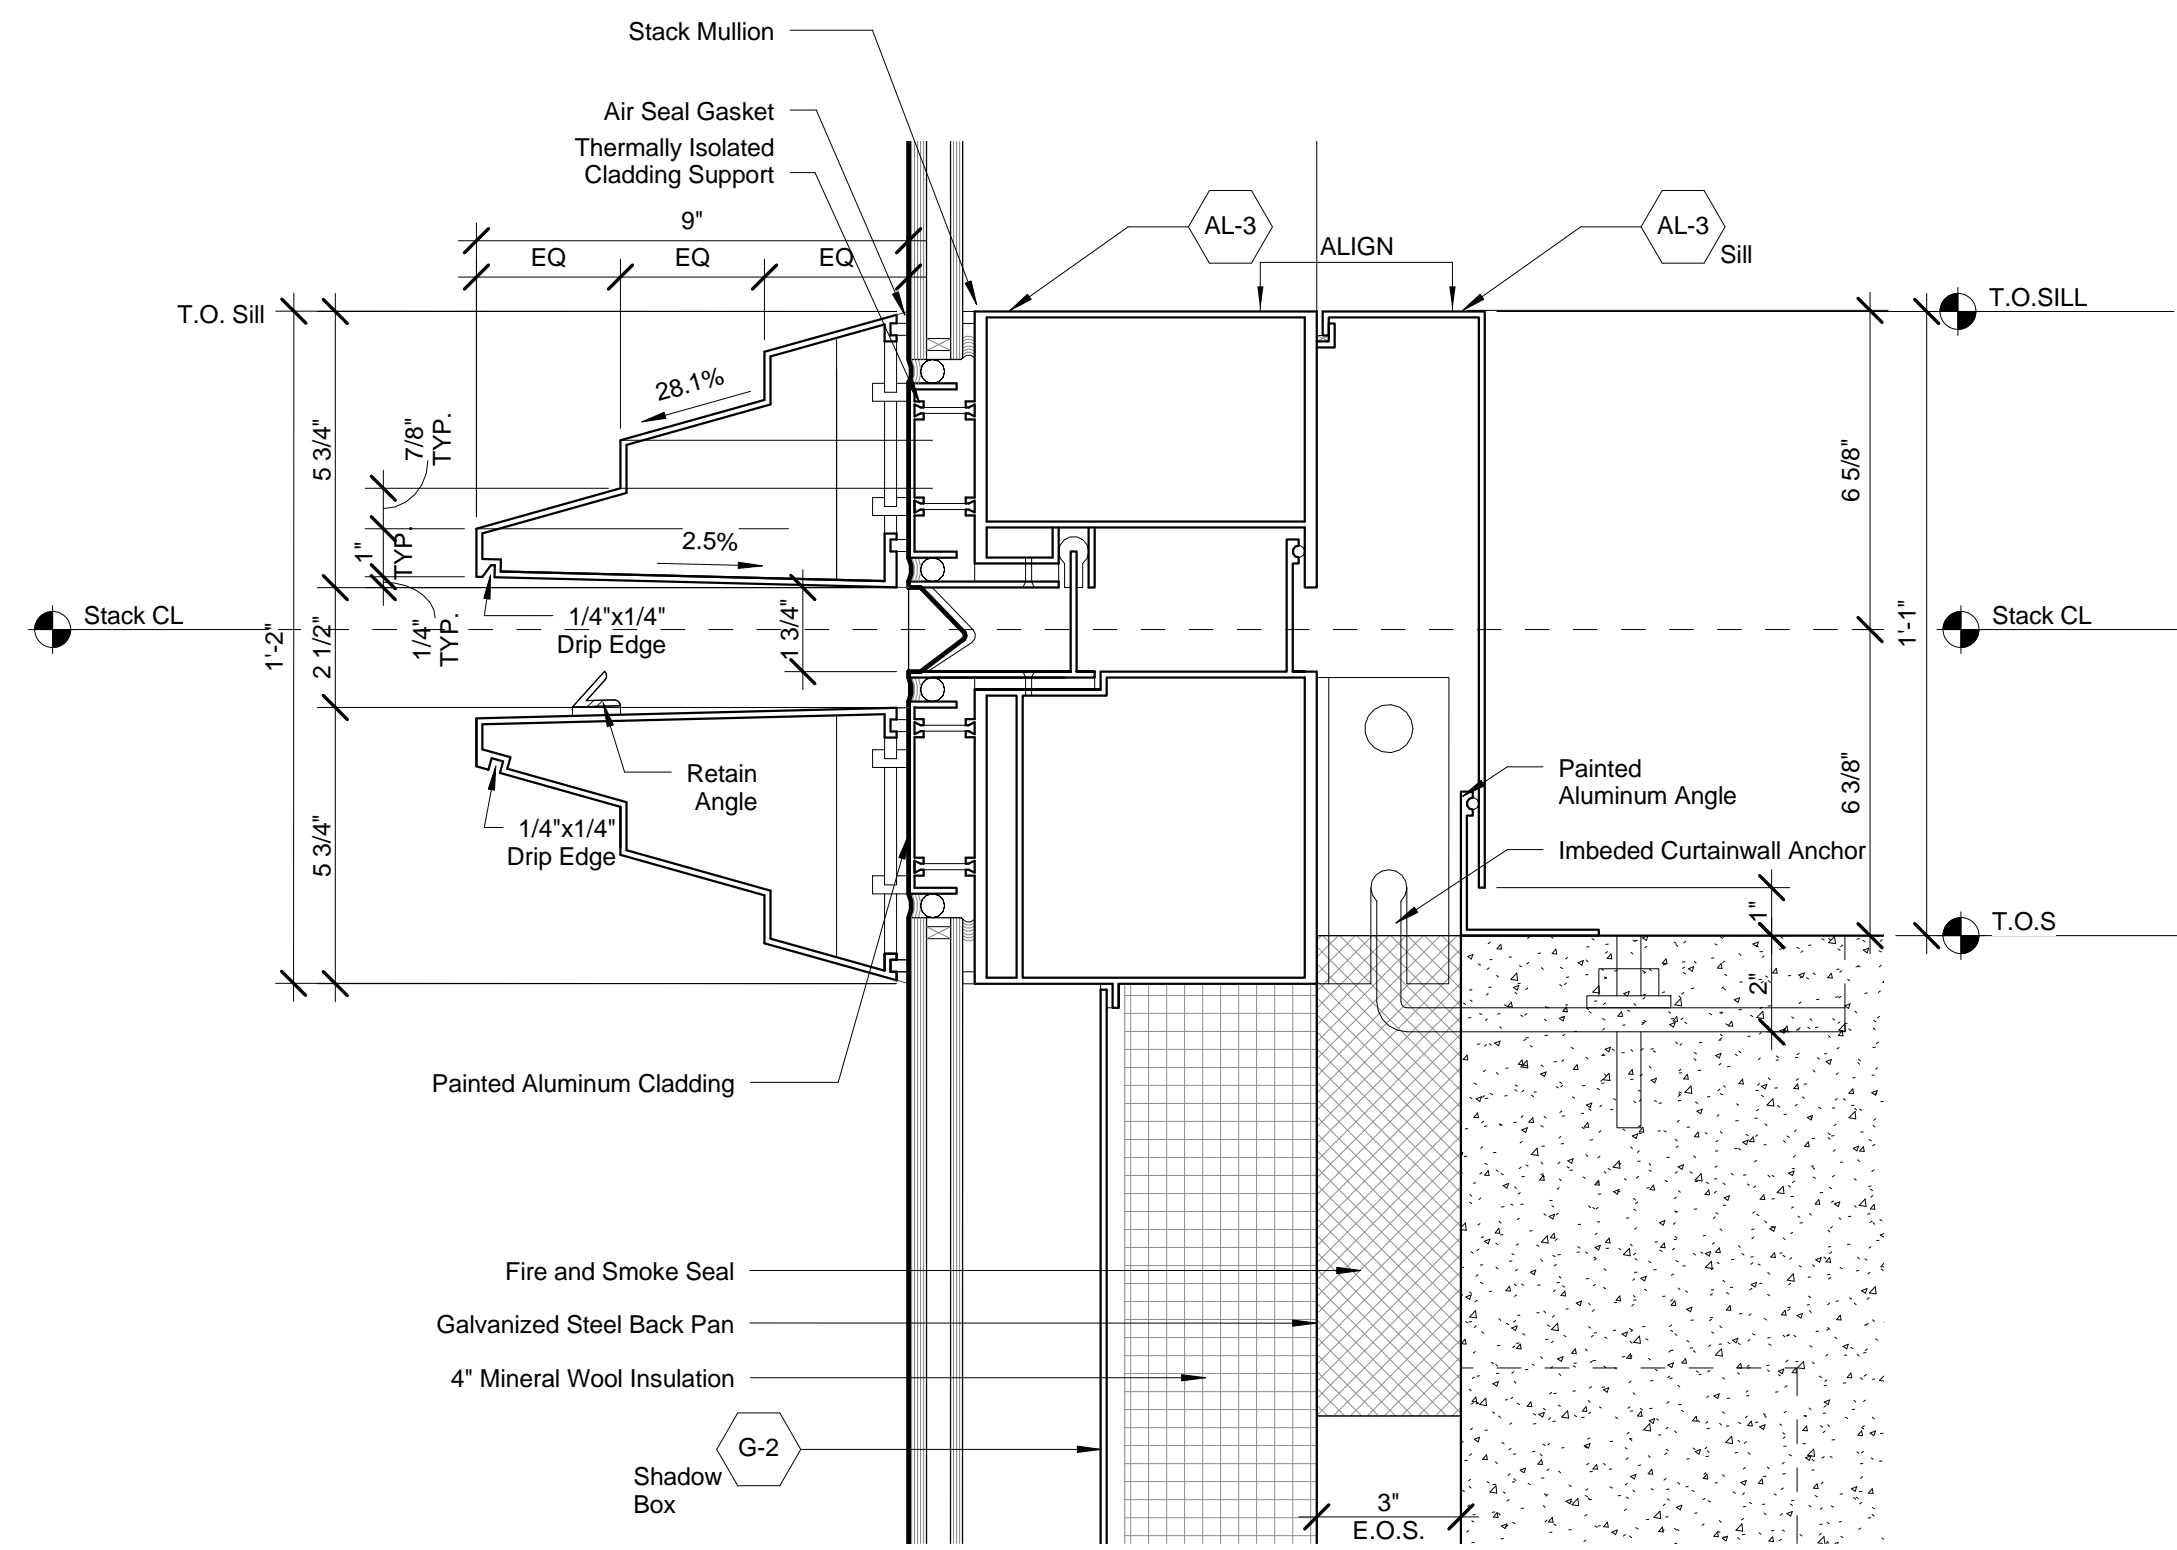 Stack Mullion
Air Seal Gasket
Thermally Isolated
Cladding Support
9"
EQ
EQ
EQ
AL-3
ALIGN
AL-3
Sill
T.O. Sill
T.O.SILL
28.1%
5 3/4"
7/8"
TYP.
6 5/8"
1"
TYP.
2.5%
Stack CL
1/4"x1/4"
Drip Edge
1 3/4"
1/4"
TYP.
2 1/2"
1'-2"
1'-1"
Stack CL
Retain
Angle
Painted
Aluminum Angle
6 3/8"
1/4"x1/4"
Drip Edge
5 3/4"
Imbeded Curtainwall Anchor
1"
T.O.S
2"
Painted Aluminum Cladding
Fire and Smoke Seal
Galvanized Steel Back Pan
4" Mineral Wool Insulation
G-2
Shadow
Box
3"
E.O.S.